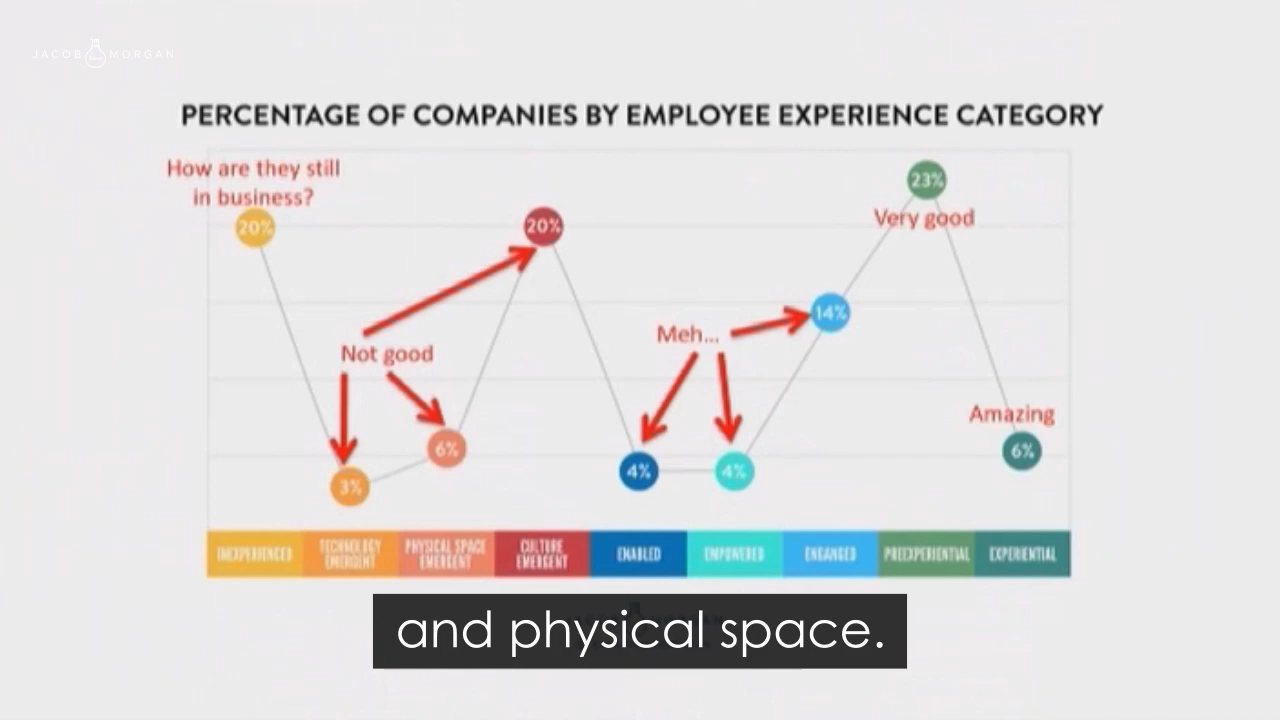 JACOB MORGAN
PERCENTAGE OF COMPANIES BY EMPLOYEE EXPERIENCE CATEGORY
How are they still
in business?
20%
Not good
3%
6%
20%
Meh...
4%
4%
14%
23%
Very good
Amazing
6%
INEXPERIENCED
TECHNOLOGY
EMERGENT
PHYSICAL SPACE
EMERGENT
CULTURE
EMERGENT
ENABLED
EMPOWERED
ENGANGED
PREEXPERIENTIAL
EXPERIENTIAL
and physical space.